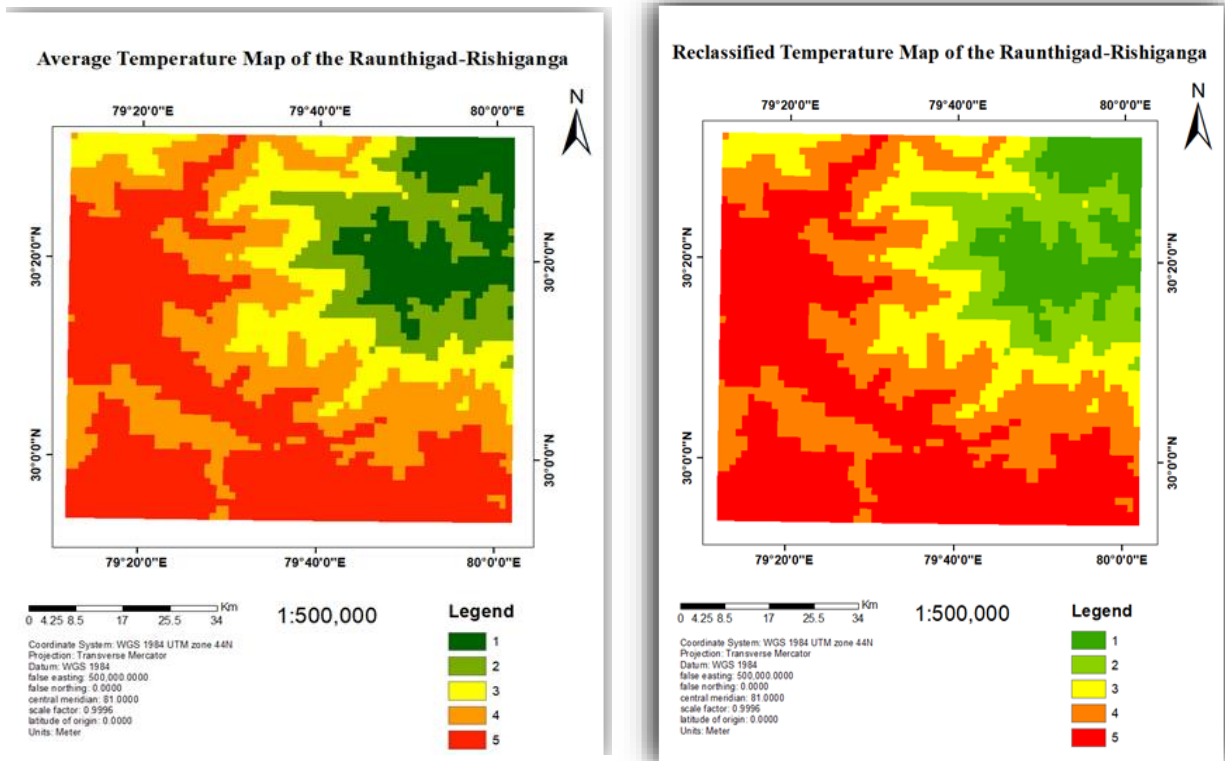 Average Temperature Map of the Raunthigad-Rishiganga
N
79°20'0"E 79°40'0"E 80°0'0"E
30°20'0"N 30°20'0"N
30°0'0"N 30°0'0"N
79°20'0"E 79°40'0"E 80°0'0"E
Km
0 4.25 8.5 17 25.5 34
1:500,000
Coordinate System: WGS 1984 UTM zone 44N
Projection: Transverse Mercator
Datum: WGS 1984
false easting: 500,000.0000
false northing: 0.0000
central meridian: 81.0000
scale factor: 0.9996
latitude of origin: 0.0000
Units: Meter
Legend
1
2
3
4
5
Reclassified Temperature Map of the Raunthigad-Rishiganga
N
79°20'0"E 79°40'0"E 80°0'0"E
30°20'0"N 30°20'0"N
30°0'0"N 30°0'0"N
79°20'0"E 79°40'0"E 80°0'0"E
Km
0 4.25 8.5 17 25.5 34
1:500,000
Coordinate System: WGS 1984 UTM zone 44N
Projection: Transverse Mercator
Datum: WGS 1984
false easting: 500,000.0000
false northing: 0.0000
central meridian: 81.0000
scale factor: 0.9996
latitude of origin: 0.0000
Units: Meter
Legend
1
2
3
4
5